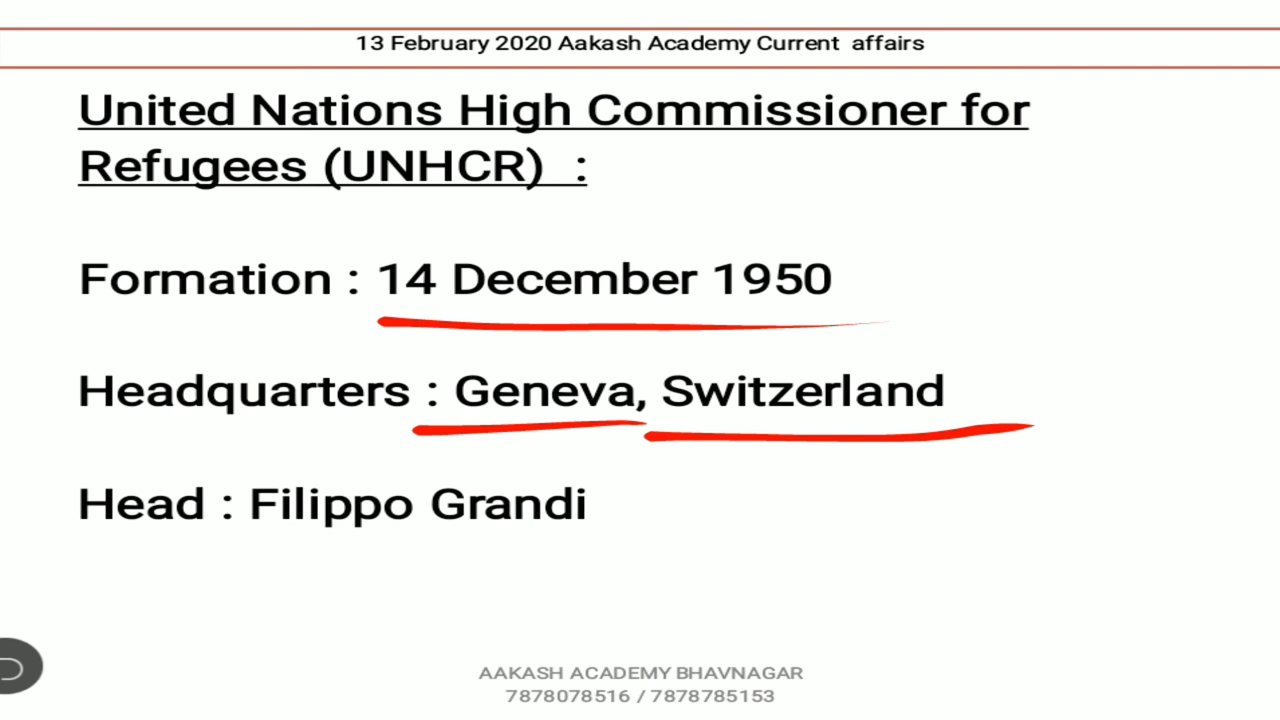 13 February 2020 Aakash Academy Current affairs
United Nations High Commissioner for
Refugees (UNHCR) :
Formation : 14 December 1950
Headquarters : Geneva, Switzerland
Head : Filippo Grandi
AAKASH ACADEMY BHAVNAGAR
7878078516 / 7878785153